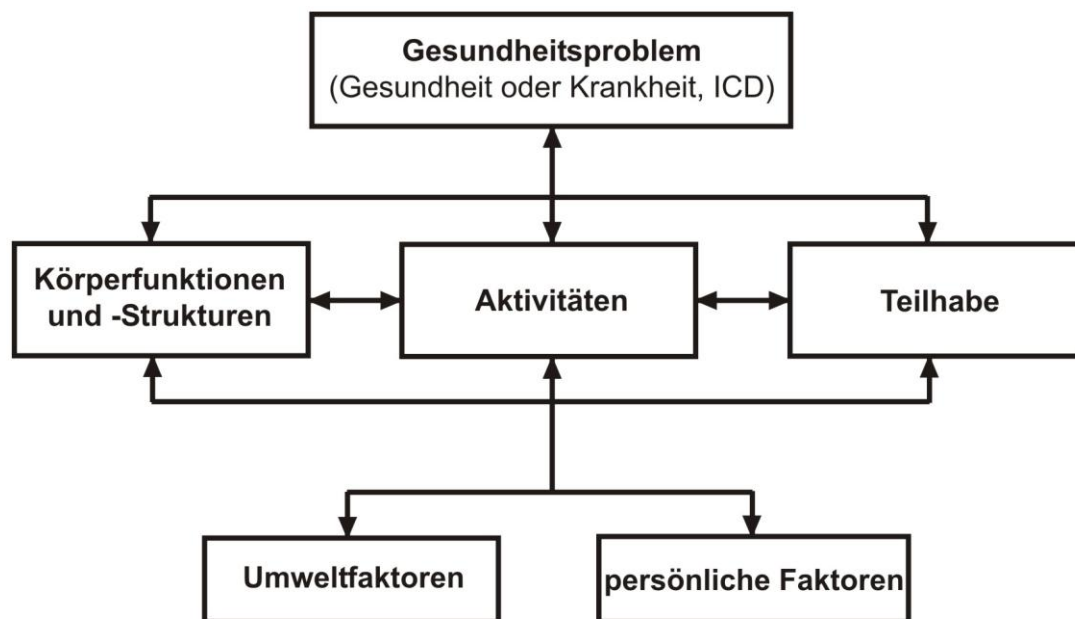 Gesundheitsproblem
(Gesundheit oder Krankheit, ICD)
Körperfunktionen
und -Strukturen
Aktivitäten
Teilhabe
Umweltfaktoren
persönliche Faktoren